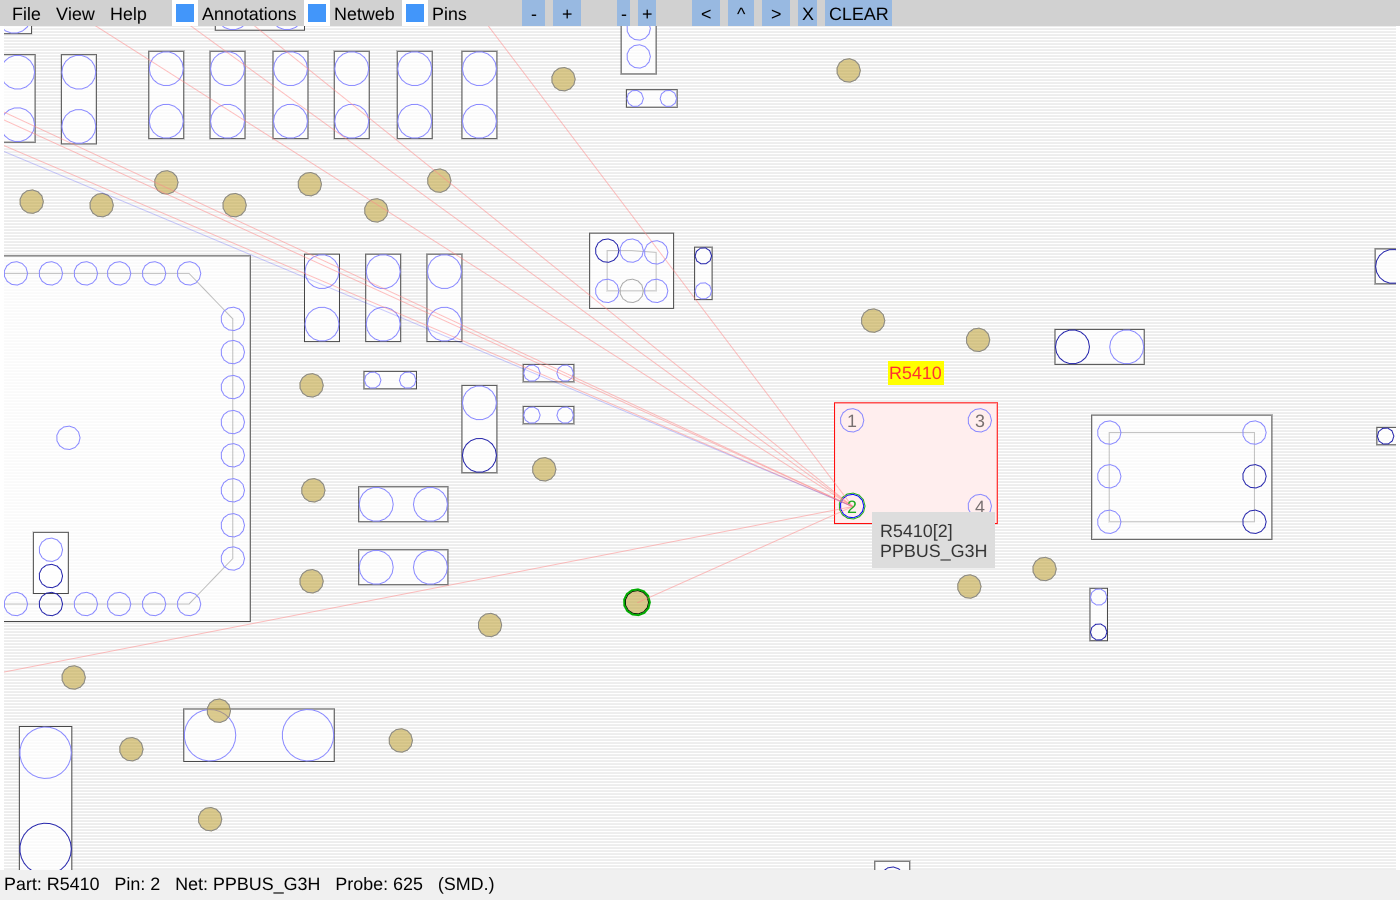 File View Help Annotations Netweb Pins - + - + < ^ > X CLEAR
R5410
1 3
2 4
R5410[2]
PPBUS_G3H
Part: R5410 Pin: 2 Net: PPBUS_G3H Probe: 625 (SMD.)